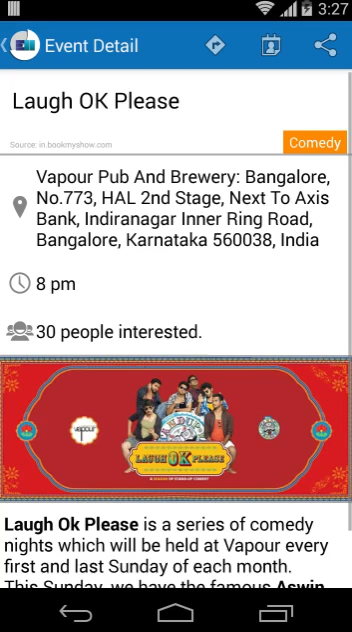 3:27
Event Detail
Laugh OK Please
Source: in.bookmyshow.com
Comedy
Vapour Pub And Brewery: Bangalore,
No.773, HAL 2nd Stage, Next To Axis
Bank, Indiranagar Inner Ring Road,
Bangalore, Karnataka 560038, India
8 pm
30 people interested.
vapour
LAUGH OK PLEASE
Laugh Ok Please is a series of comedy
nights which will be held at Vapour every
first and last Sunday of each month.
This Sunday, we have the famous Aswin